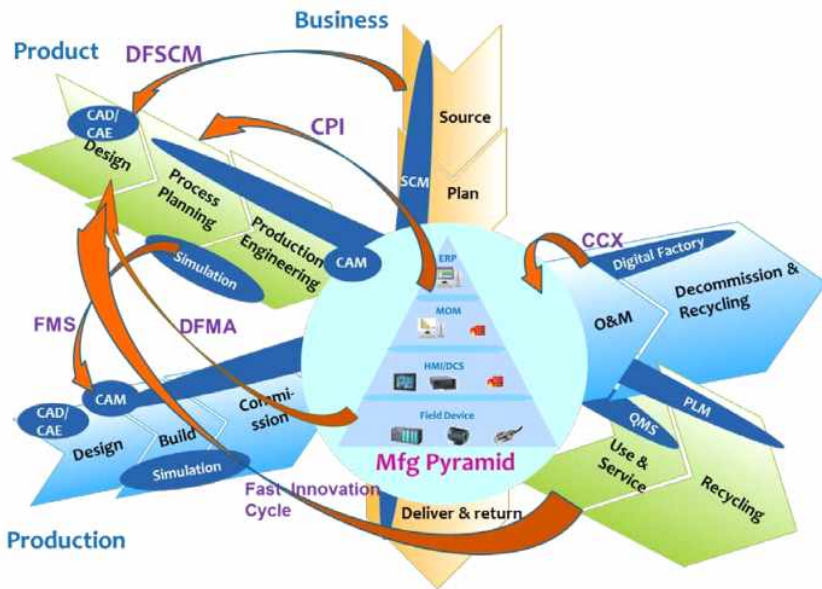 Business
Product
DFSCM
CAD/
CAE
Design
CPI
Source
SCM
Plan
Process
Planning
Production
Engineering
CAM
Simulation
ERP
CCX
Digital Factory
Decommission &
Recycling
O&M
MOM
FMS
DFMA
HMI/DCS
CAM
CAD/
CAE
Design
Build
Commi-
ssion
Simulation
Field Device
Mfg Pyramid
PLM
QMS
Use &
Service
Recycling
Fast Innovation
Cycle
Deliver & return
Production